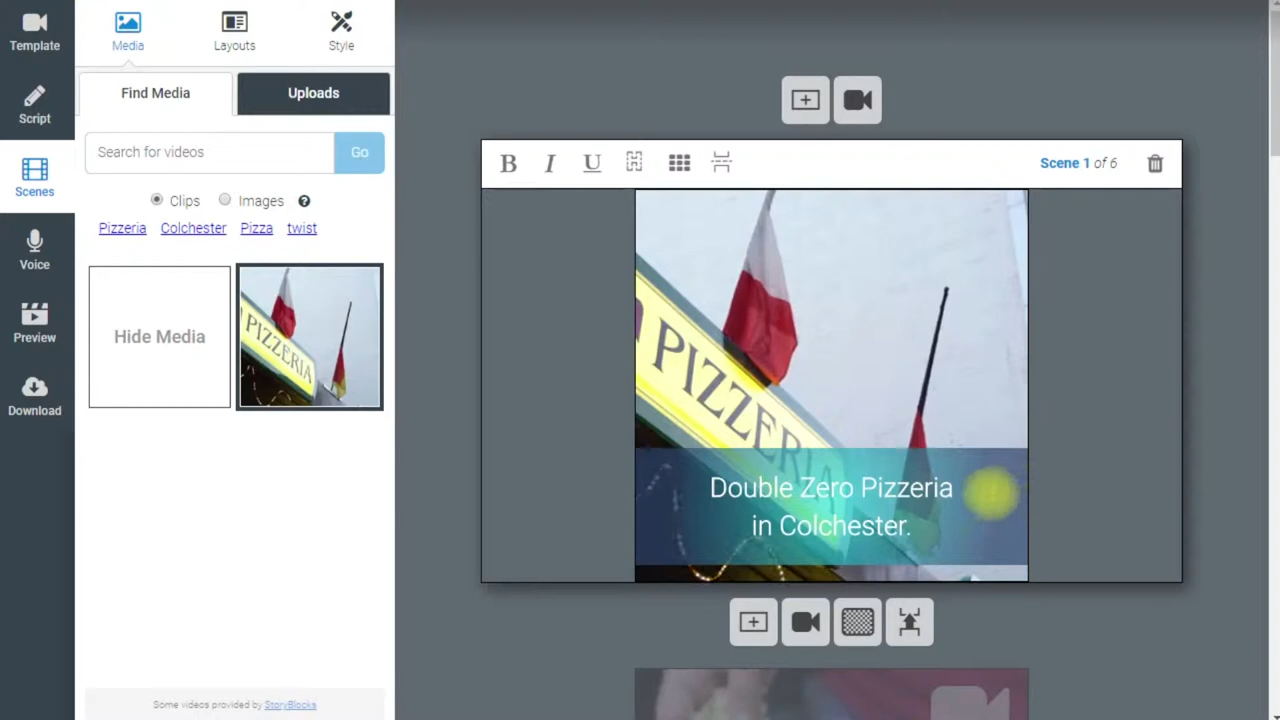 Template
Script
Scenes
Voice
Preview
Download
Media
Layouts
Style
Find Media
Uploads
Search for videos
Go
Clips
Images
?
Pizzeria
Colchester
Pizza
twist
Hide Media
PIZZERIA
Some videos provided by StoryBlocks
B
I
U
H
Scene 1 of 6
PIZZERIA
Double Zero Pizzeria
in Colchester.